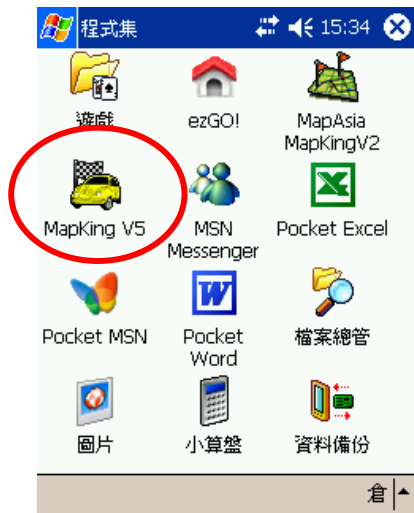 程式集 15:34
遊戲 ezGO! MapAsia
MapKingV2
MapKing V5 MSN Pocket Excel
Messenger
Pocket MSN Pocket 檔案總管
Word
圖片 小算盤 資料備份
倉